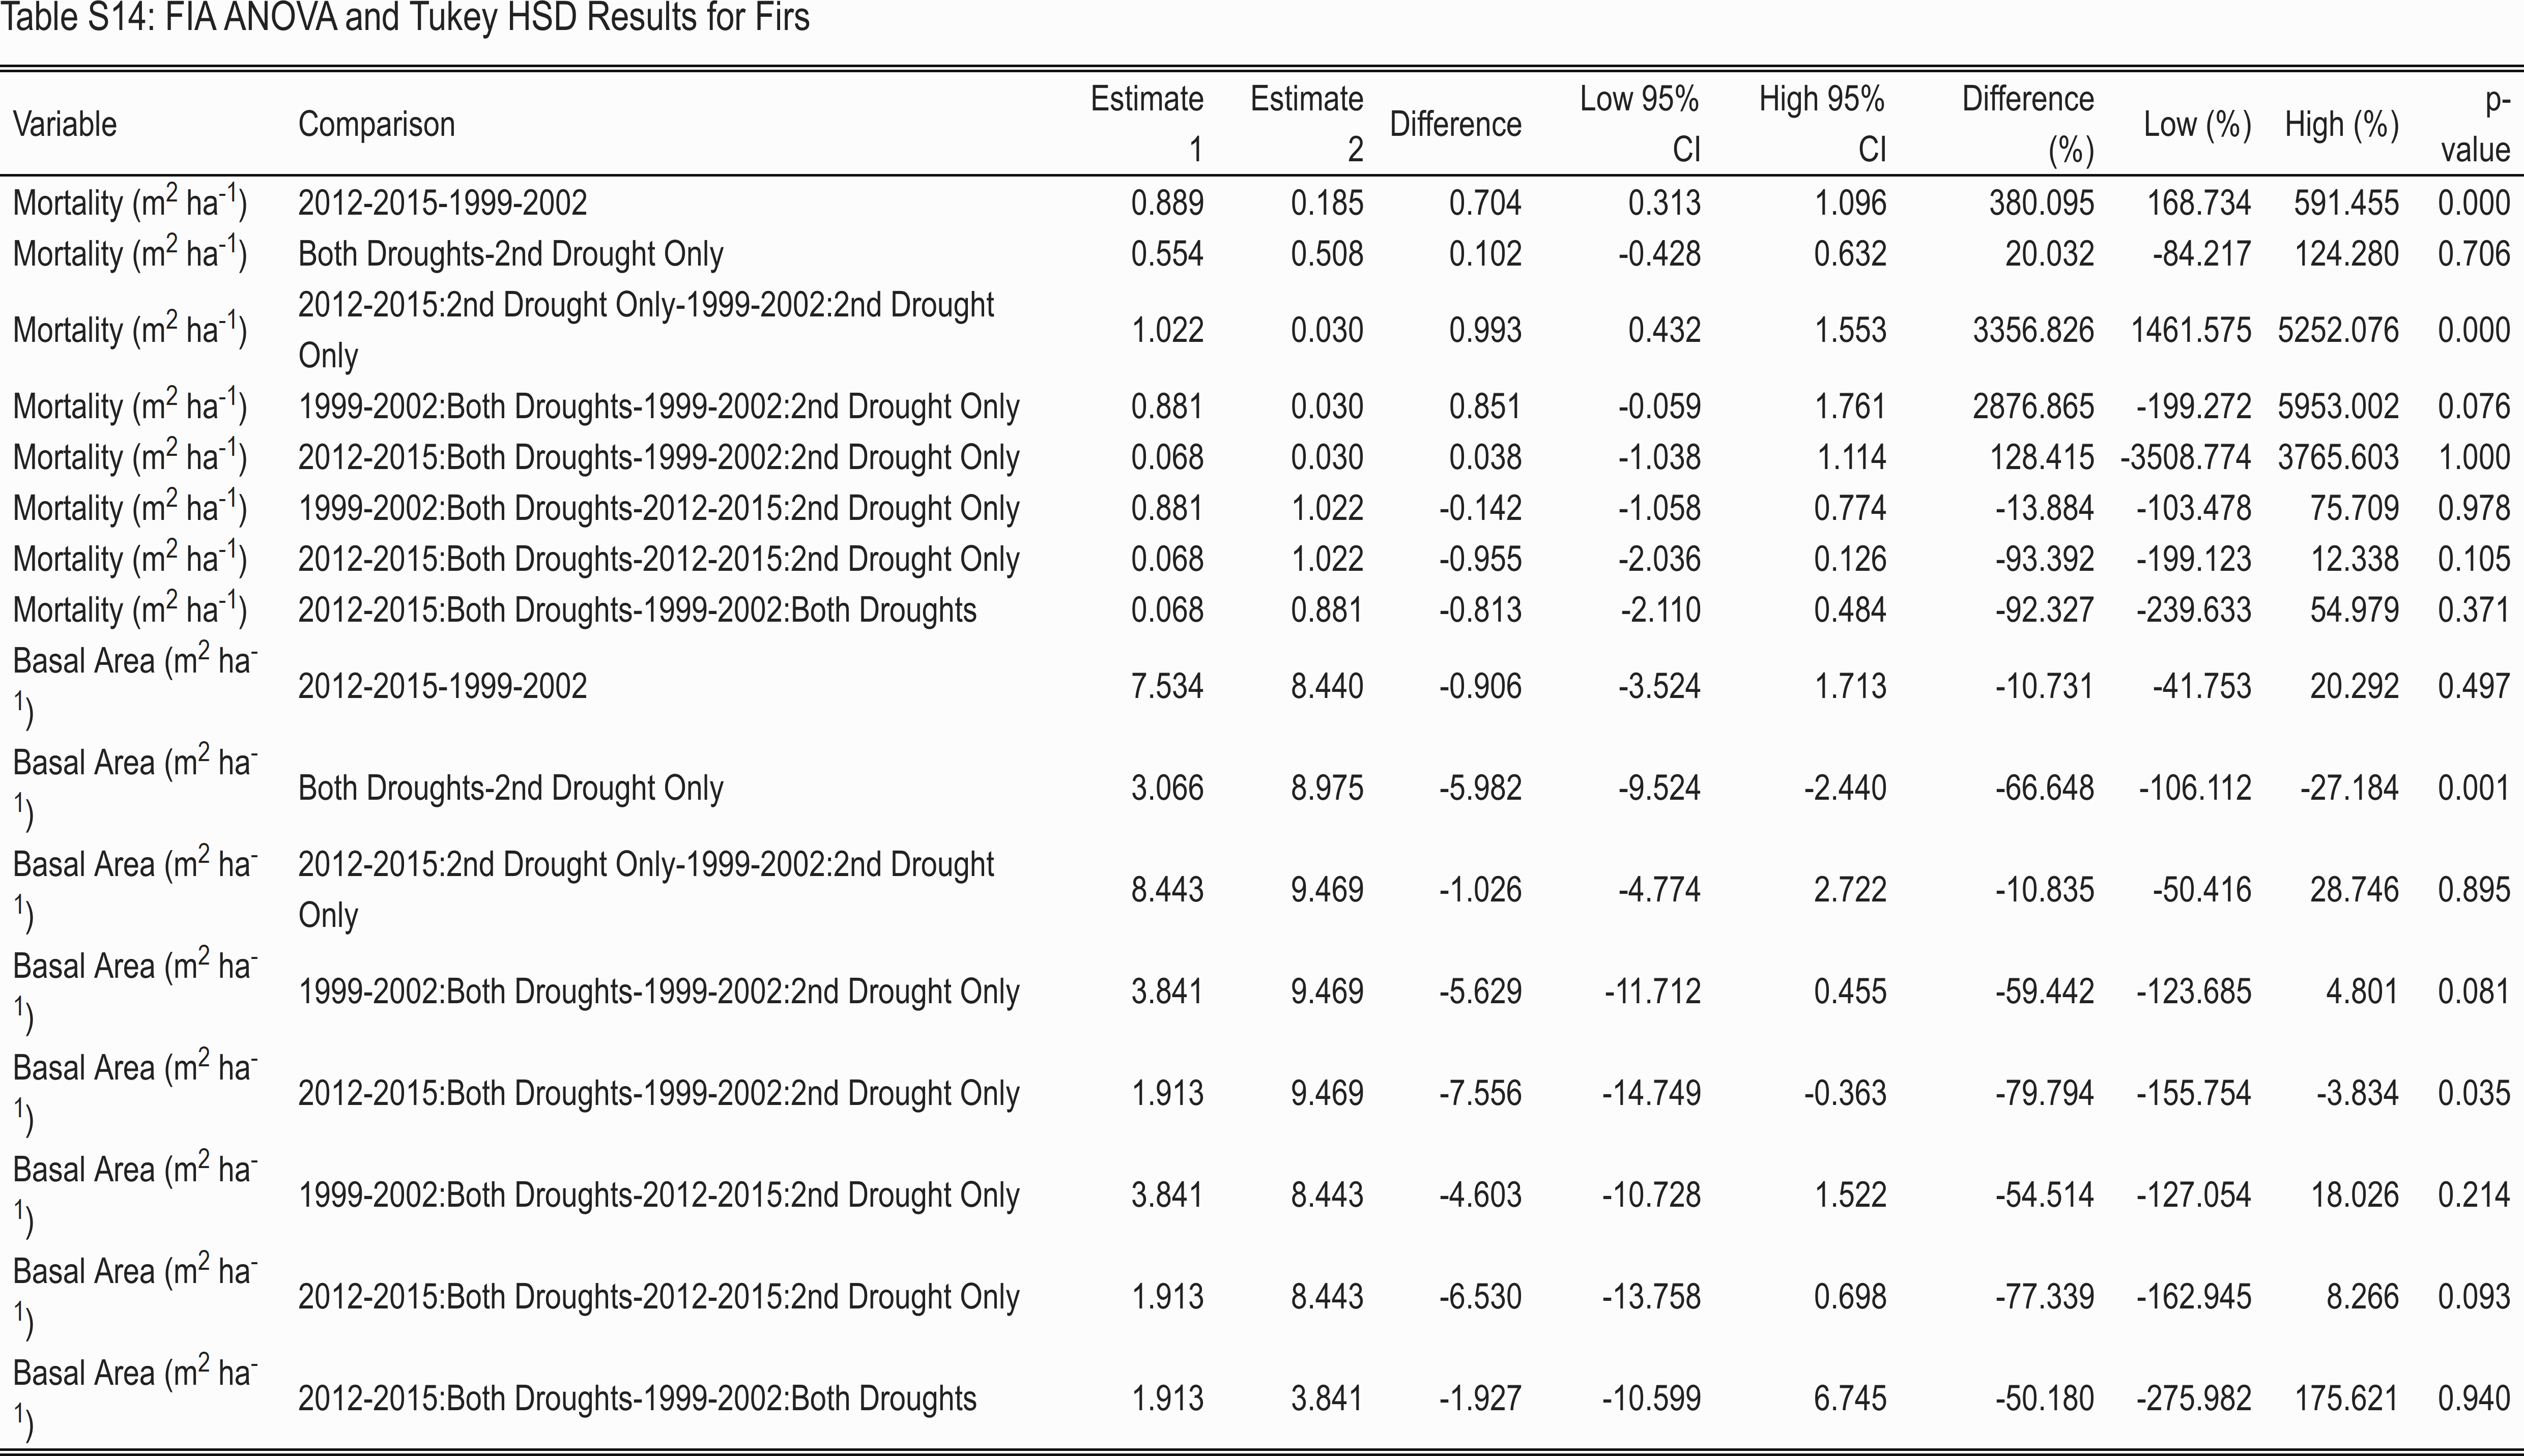 Table S14: FIA ANOVA and Tukey HSD Results for Firs
Variable Comparison Estimate 1 Estimate 2 Difference Low 95% CI High 95% CI Difference (%) Low (%) High (%) p-value
Mortality (m2 ha-1) 2012-2015-1999-2002 0.889 0.185 0.704 0.313 1.096 380.095 168.734 591.455 0.000
Mortality (m2 ha-1) Both Droughts-2nd Drought Only 0.554 0.508 0.102 -0.428 0.632 20.032 -84.217 124.280 0.706
Mortality (m2 ha-1) 2012-2015:2nd Drought Only-1999-2002:2nd Drought Only 1.022 0.030 0.993 0.432 1.553 3356.826 1461.575 5252.076 0.000
Mortality (m2 ha-1) 1999-2002:Both Droughts-1999-2002:2nd Drought Only 0.881 0.030 0.851 -0.059 1.761 2876.865 -199.272 5953.002 0.076
Mortality (m2 ha-1) 2012-2015:Both Droughts-1999-2002:2nd Drought Only 0.068 0.030 0.038 -1.038 1.114 128.415 -3508.774 3765.603 1.000
Mortality (m2 ha-1) 1999-2002:Both Droughts-2012-2015:2nd Drought Only 0.881 1.022 -0.142 -1.058 0.774 -13.884 -103.478 75.709 0.978
Mortality (m2 ha-1) 2012-2015:Both Droughts-2012-2015:2nd Drought Only 0.068 1.022 -0.955 -2.036 0.126 -93.392 -199.123 12.338 0.105
Mortality (m2 ha-1) 2012-2015:Both Droughts-1999-2002:Both Droughts 0.068 0.881 -0.813 -2.110 0.484 -92.327 -239.633 54.979 0.371
Basal Area (m2 ha-1) 2012-2015-1999-2002 7.534 8.440 -0.906 -3.524 1.713 -10.731 -41.753 20.292 0.497
Basal Area (m2 ha-1) Both Droughts-2nd Drought Only 3.066 8.975 -5.982 -9.524 -2.440 -66.648 -106.112 -27.184 0.001
Basal Area (m2 ha-1) 2012-2015:2nd Drought Only-1999-2002:2nd Drought Only 8.443 9.469 -1.026 -4.774 2.722 -10.835 -50.416 28.746 0.895
Basal Area (m2 ha-1) 1999-2002:Both Droughts-1999-2002:2nd Drought Only 3.841 9.469 -5.629 -11.712 0.455 -59.442 -123.685 4.801 0.081
Basal Area (m2 ha-1) 2012-2015:Both Droughts-1999-2002:2nd Drought Only 1.913 9.469 -7.556 -14.749 -0.363 -79.794 -155.754 -3.834 0.035
Basal Area (m2 ha-1) 1999-2002:Both Droughts-2012-2015:2nd Drought Only 3.841 8.443 -4.603 -10.728 1.522 -54.514 -127.054 18.026 0.214
Basal Area (m2 ha-1) 2012-2015:Both Droughts-2012-2015:2nd Drought Only 1.913 8.443 -6.530 -13.758 0.698 -77.339 -162.945 8.266 0.093
Basal Area (m2 ha-1) 2012-2015:Both Droughts-1999-2002:Both Droughts 1.913 3.841 -1.927 -10.599 6.745 -50.180 -275.982 175.621 0.940